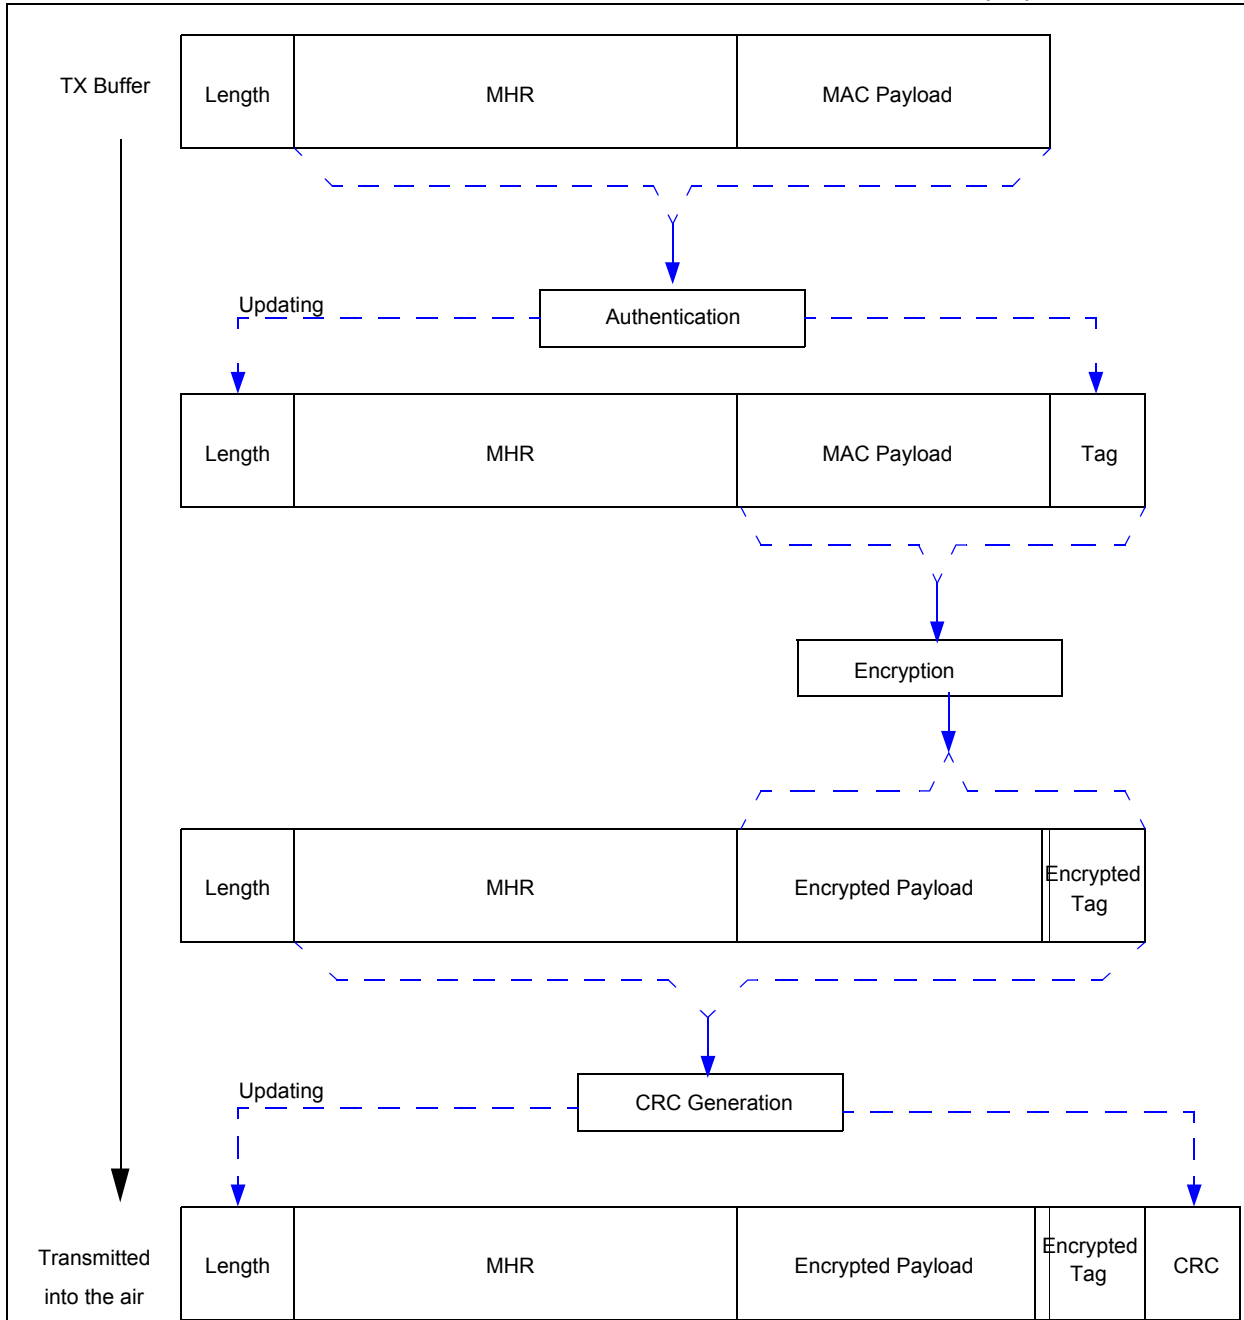 TX Buffer
Length
MHR
MAC Payload
Updating
Authentication
Length
MHR
MAC Payload
Tag
Encryption
Length
MHR
Encrypted Payload
Encrypted
Tag
Updating
CRC Generation
Transmitted
into the air
Length
MHR
Encrypted Payload
Encrypted
Tag
CRC